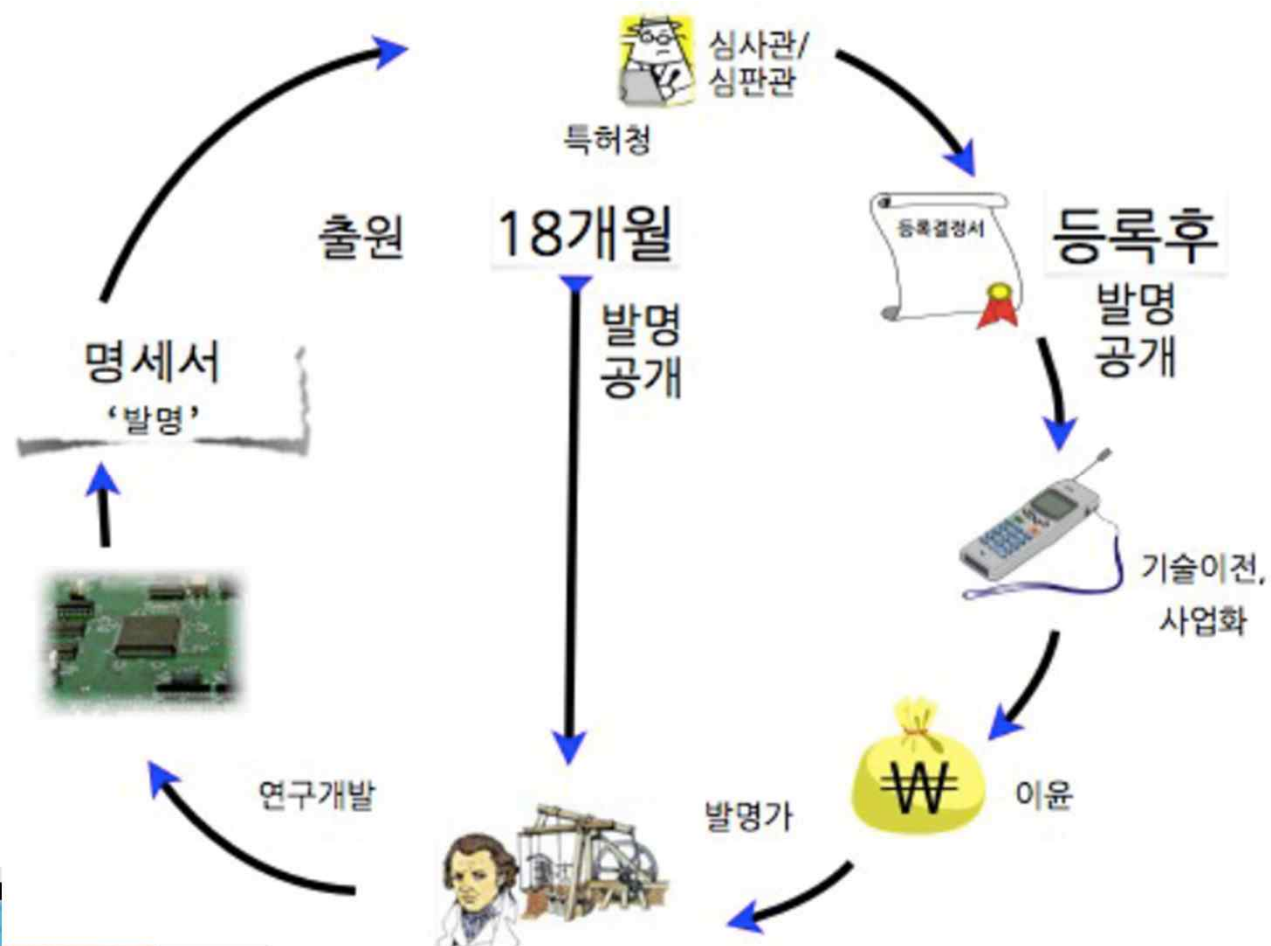 심사관/
심판관
특허청
출원
18개월
발명
공개
등록결정서
등록후
발명
공개
명세서
‘발명’
기술이전,
사업화
₩
이윤
발명가
연구개발